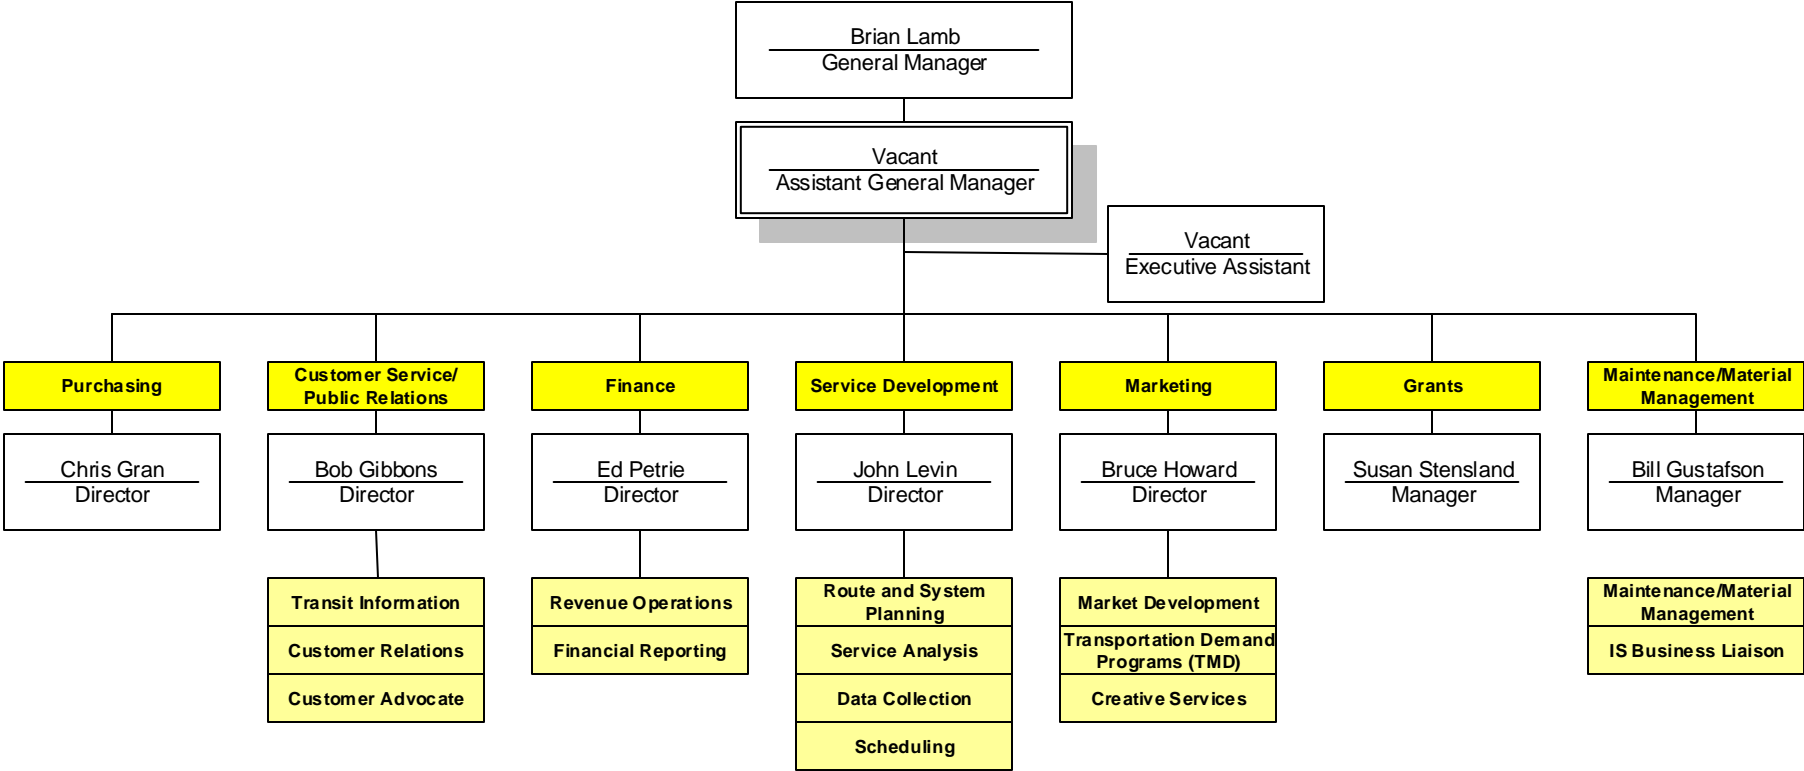 Brian Lamb
General Manager
Vacant
Assistant General Manager
Vacant
Executive Assistant
Purchasing
Chris Gran
Director
Customer Service/
Public Relations
Bob Gibbons
Director
Transit Information
Customer Relations
Customer Advocate
Finance
Ed Petrie
Director
Revenue Operations
Financial Reporting
Service Development
John Levin
Director
Route and System
Planning
Service Analysis
Data Collection
Scheduling
Marketing
Bruce Howard
Director
Market Development
Transportation Demand
Programs (TMD)
Creative Services
Grants
Susan Stensland
Manager
Maintenance/Material
Management
Bill Gustafson
Manager
Maintenance/Material
Management
IS Business Liaison